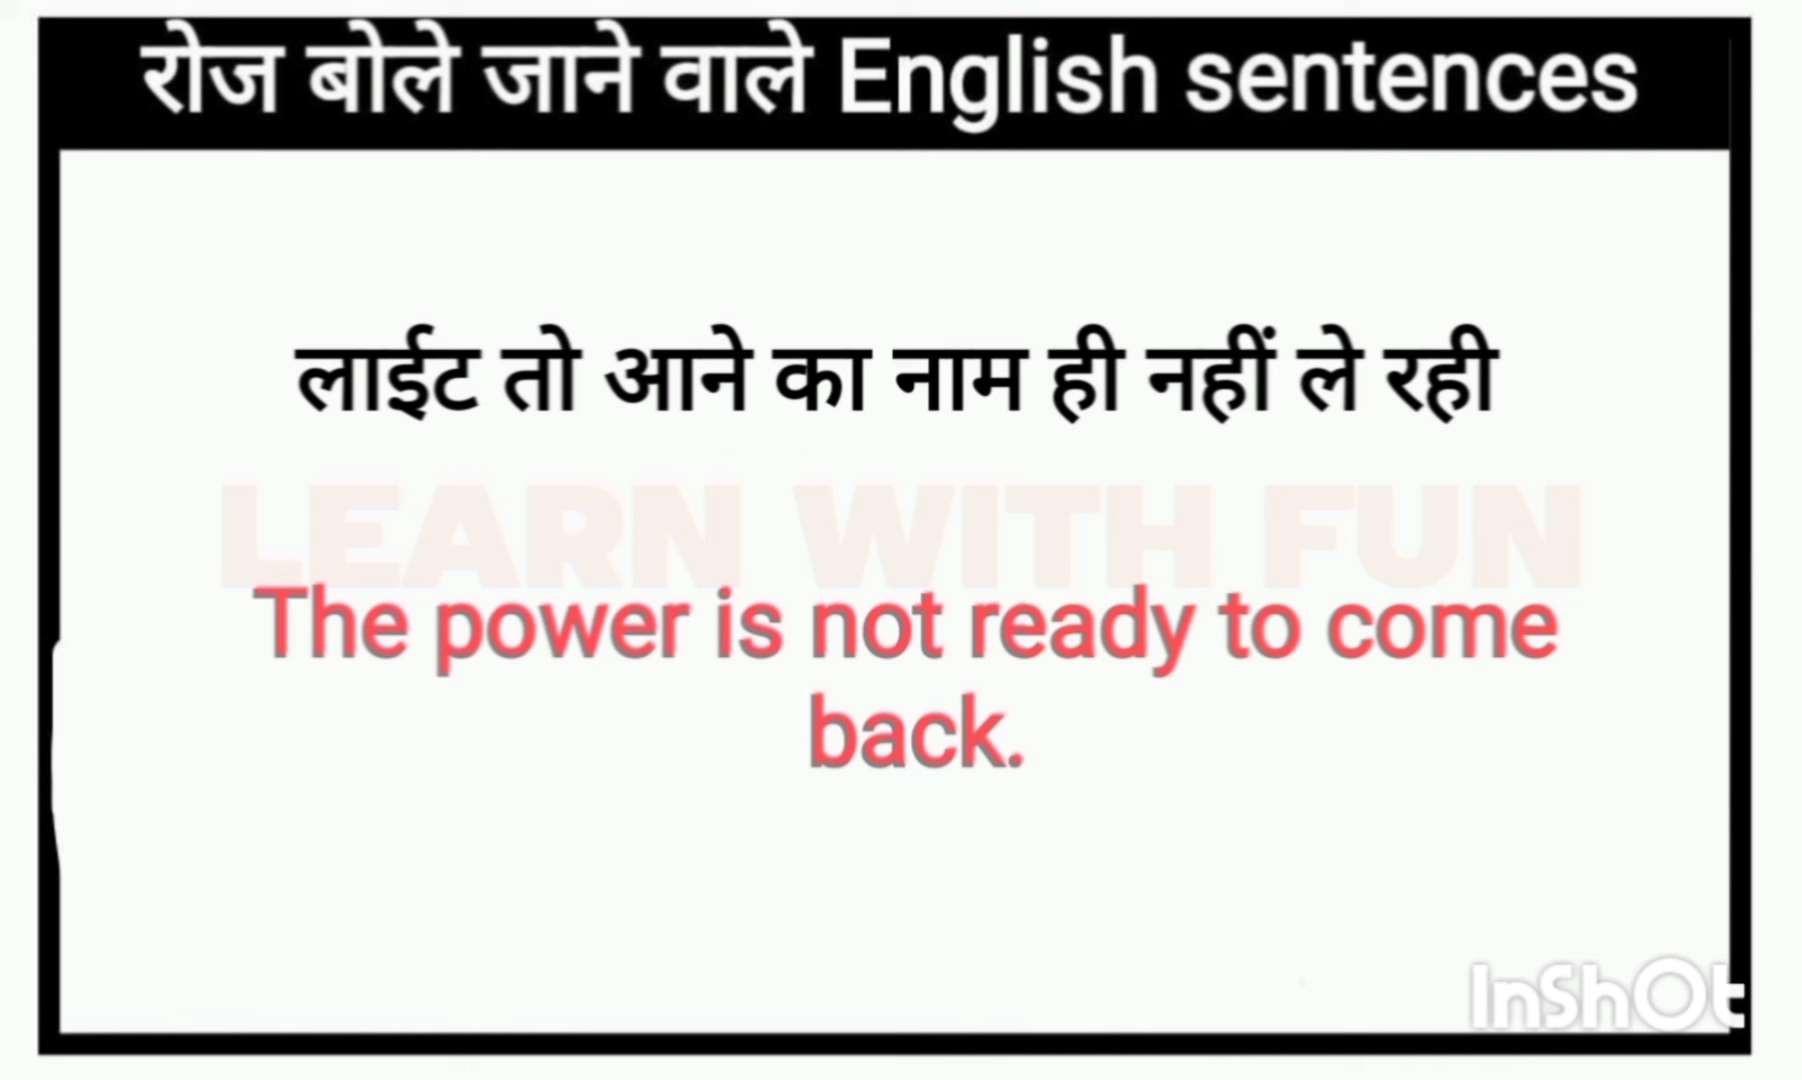 रोज बोले जाने वाले English sentences
लाईट तो आने का नाम ही नहीं ले रही
LEARN WITH FUN
The power is not ready to come
back.
InShOt